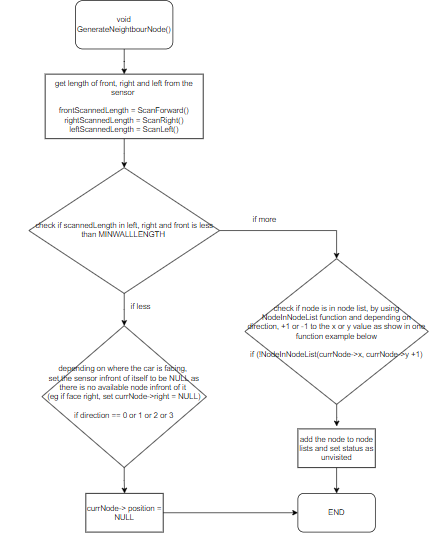 void
GenerateNeightbourNode()
get length of front, right and left from the
sensor
frontScannedLength = ScanForward()
rightScannedLength = ScanRight()
leftScannedLength = ScanLeft()
check if scannedLength in left, right and front is less
than MINWALLLENGTH
if more
if less
check if node is in node list, by using
NodeInNodeList function and depending on
direction, +1 or -1 to the x or y value as show in one
function example below
if (!NodeInNodeList(currNode->x, currNode->y +1)
depending on where the car is fabing,
set the sensor infront of itself to be NULL as
there is no available node infront of it
(eg if face right, set currNode->right = NULL)
if direction == 0 or 1 or 2 or 3
add the node to node
lists and set status as
unvisited
currNode-> position =
NULL
END